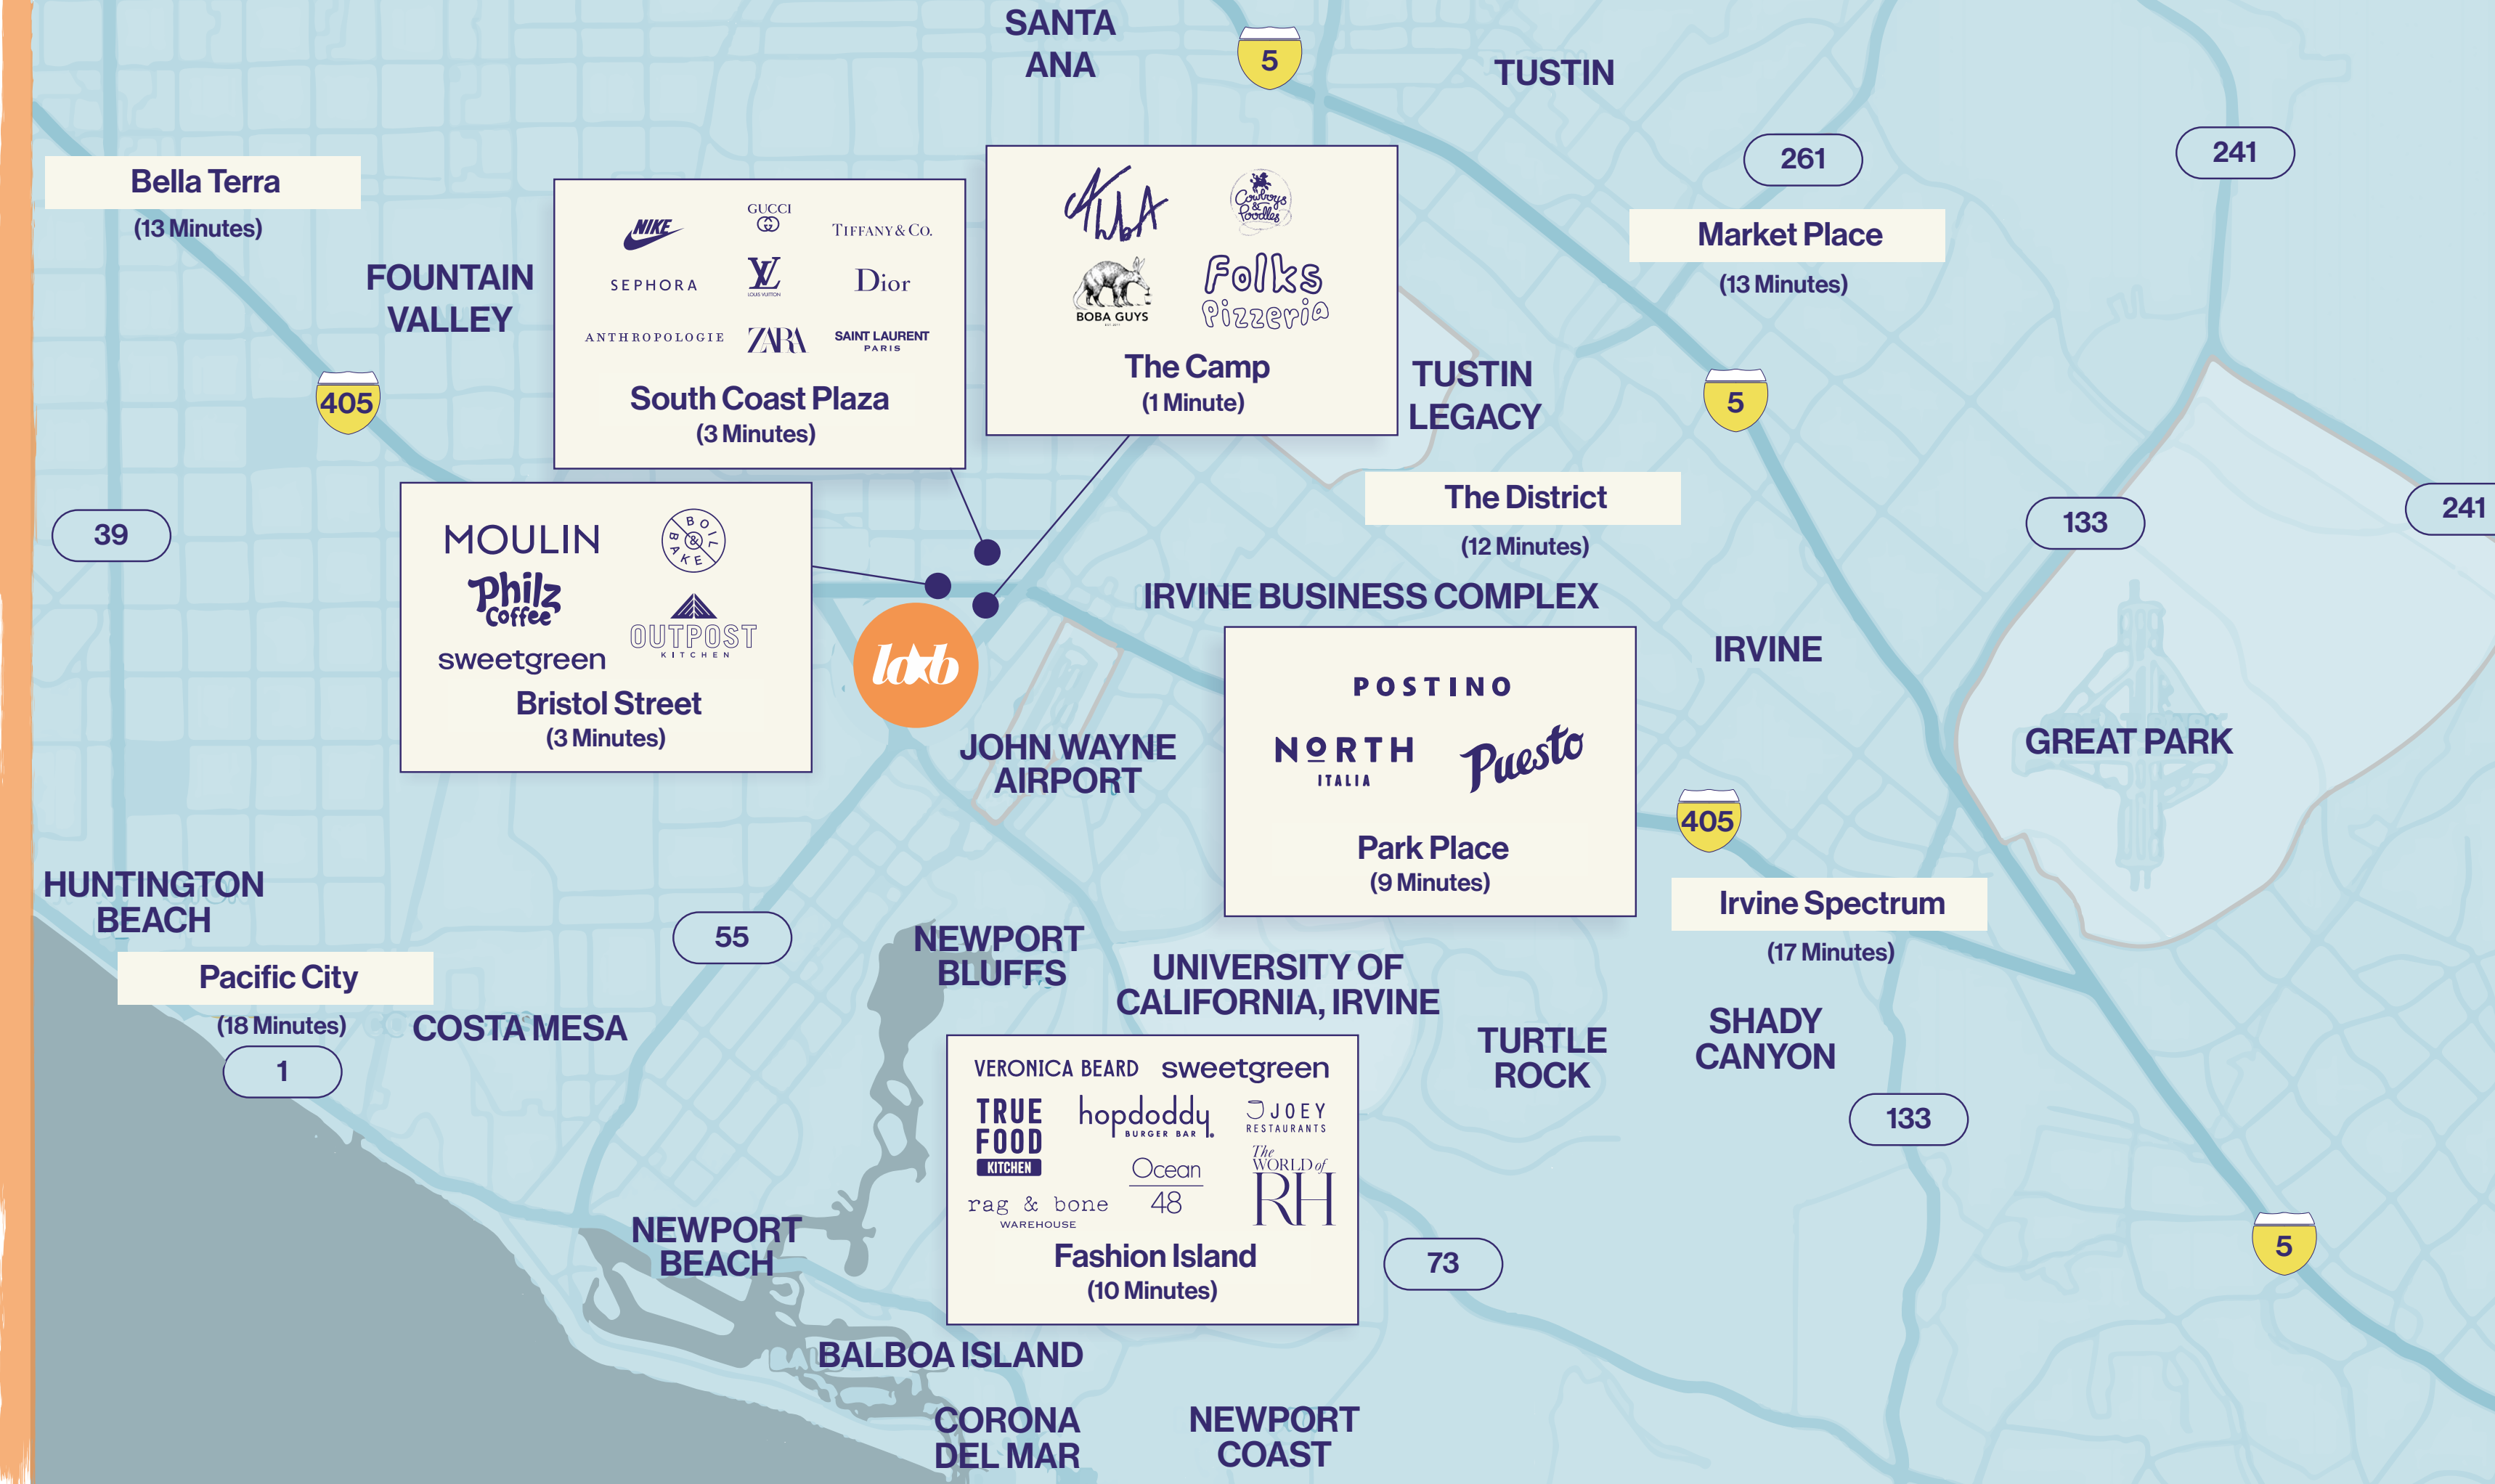 SANTA
ANA
5
TUSTIN
261
241
Bella Terra
(13 Minutes)
Market Place
(13 Minutes)
FOUNTAIN
VALLEY
405
NIKE
GUCCI
TIFFANY & CO.
SEPHORA
LV
LOUIS VUITTON
Dior
ANTHROPOLOGIE
ZARA
SAINT LAURENT
PARIS
South Coast Plaza
(3 Minutes)
Cowboys
&
Poodles
BOBA GUYS
Folks
Pizzeria
The Camp
(1 Minute)
TUSTIN
LEGACY
5
The District
(12 Minutes)
39
133
241
MOULIN
BOIL
&
BAKE
Philz
Coffee
OUTPOST
KITCHEN
sweetgreen
Bristol Street
(3 Minutes)
lab
IRVINE BUSINESS COMPLEX
IRVINE
JOHN WAYNE
AIRPORT
POSTINO
NORTH
ITALIA
Puesto
Park Place
(9 Minutes)
GREAT PARK
405
Irvine Spectrum
(17 Minutes)
HUNTINGTON
BEACH
Pacific City
(18 Minutes)
1
COSTA MESA
55
NEWPORT
BLUFFS
UNIVERSITY OF
CALIFORNIA, IRVINE
TURTLE
ROCK
SHADY
CANYON
133
VERONICA BEARD
sweetgreen
TRUE
FOOD
KITCHEN
hopdoddy
BURGER BAR
JOEY
RESTAURANTS
rag & bone
WAREHOUSE
Ocean
48
The
WORLD of
RH
Fashion Island
(10 Minutes)
73
5
NEWPORT
BEACH
BALBOA ISLAND
CORONA
DEL MAR
NEWPORT
COAST